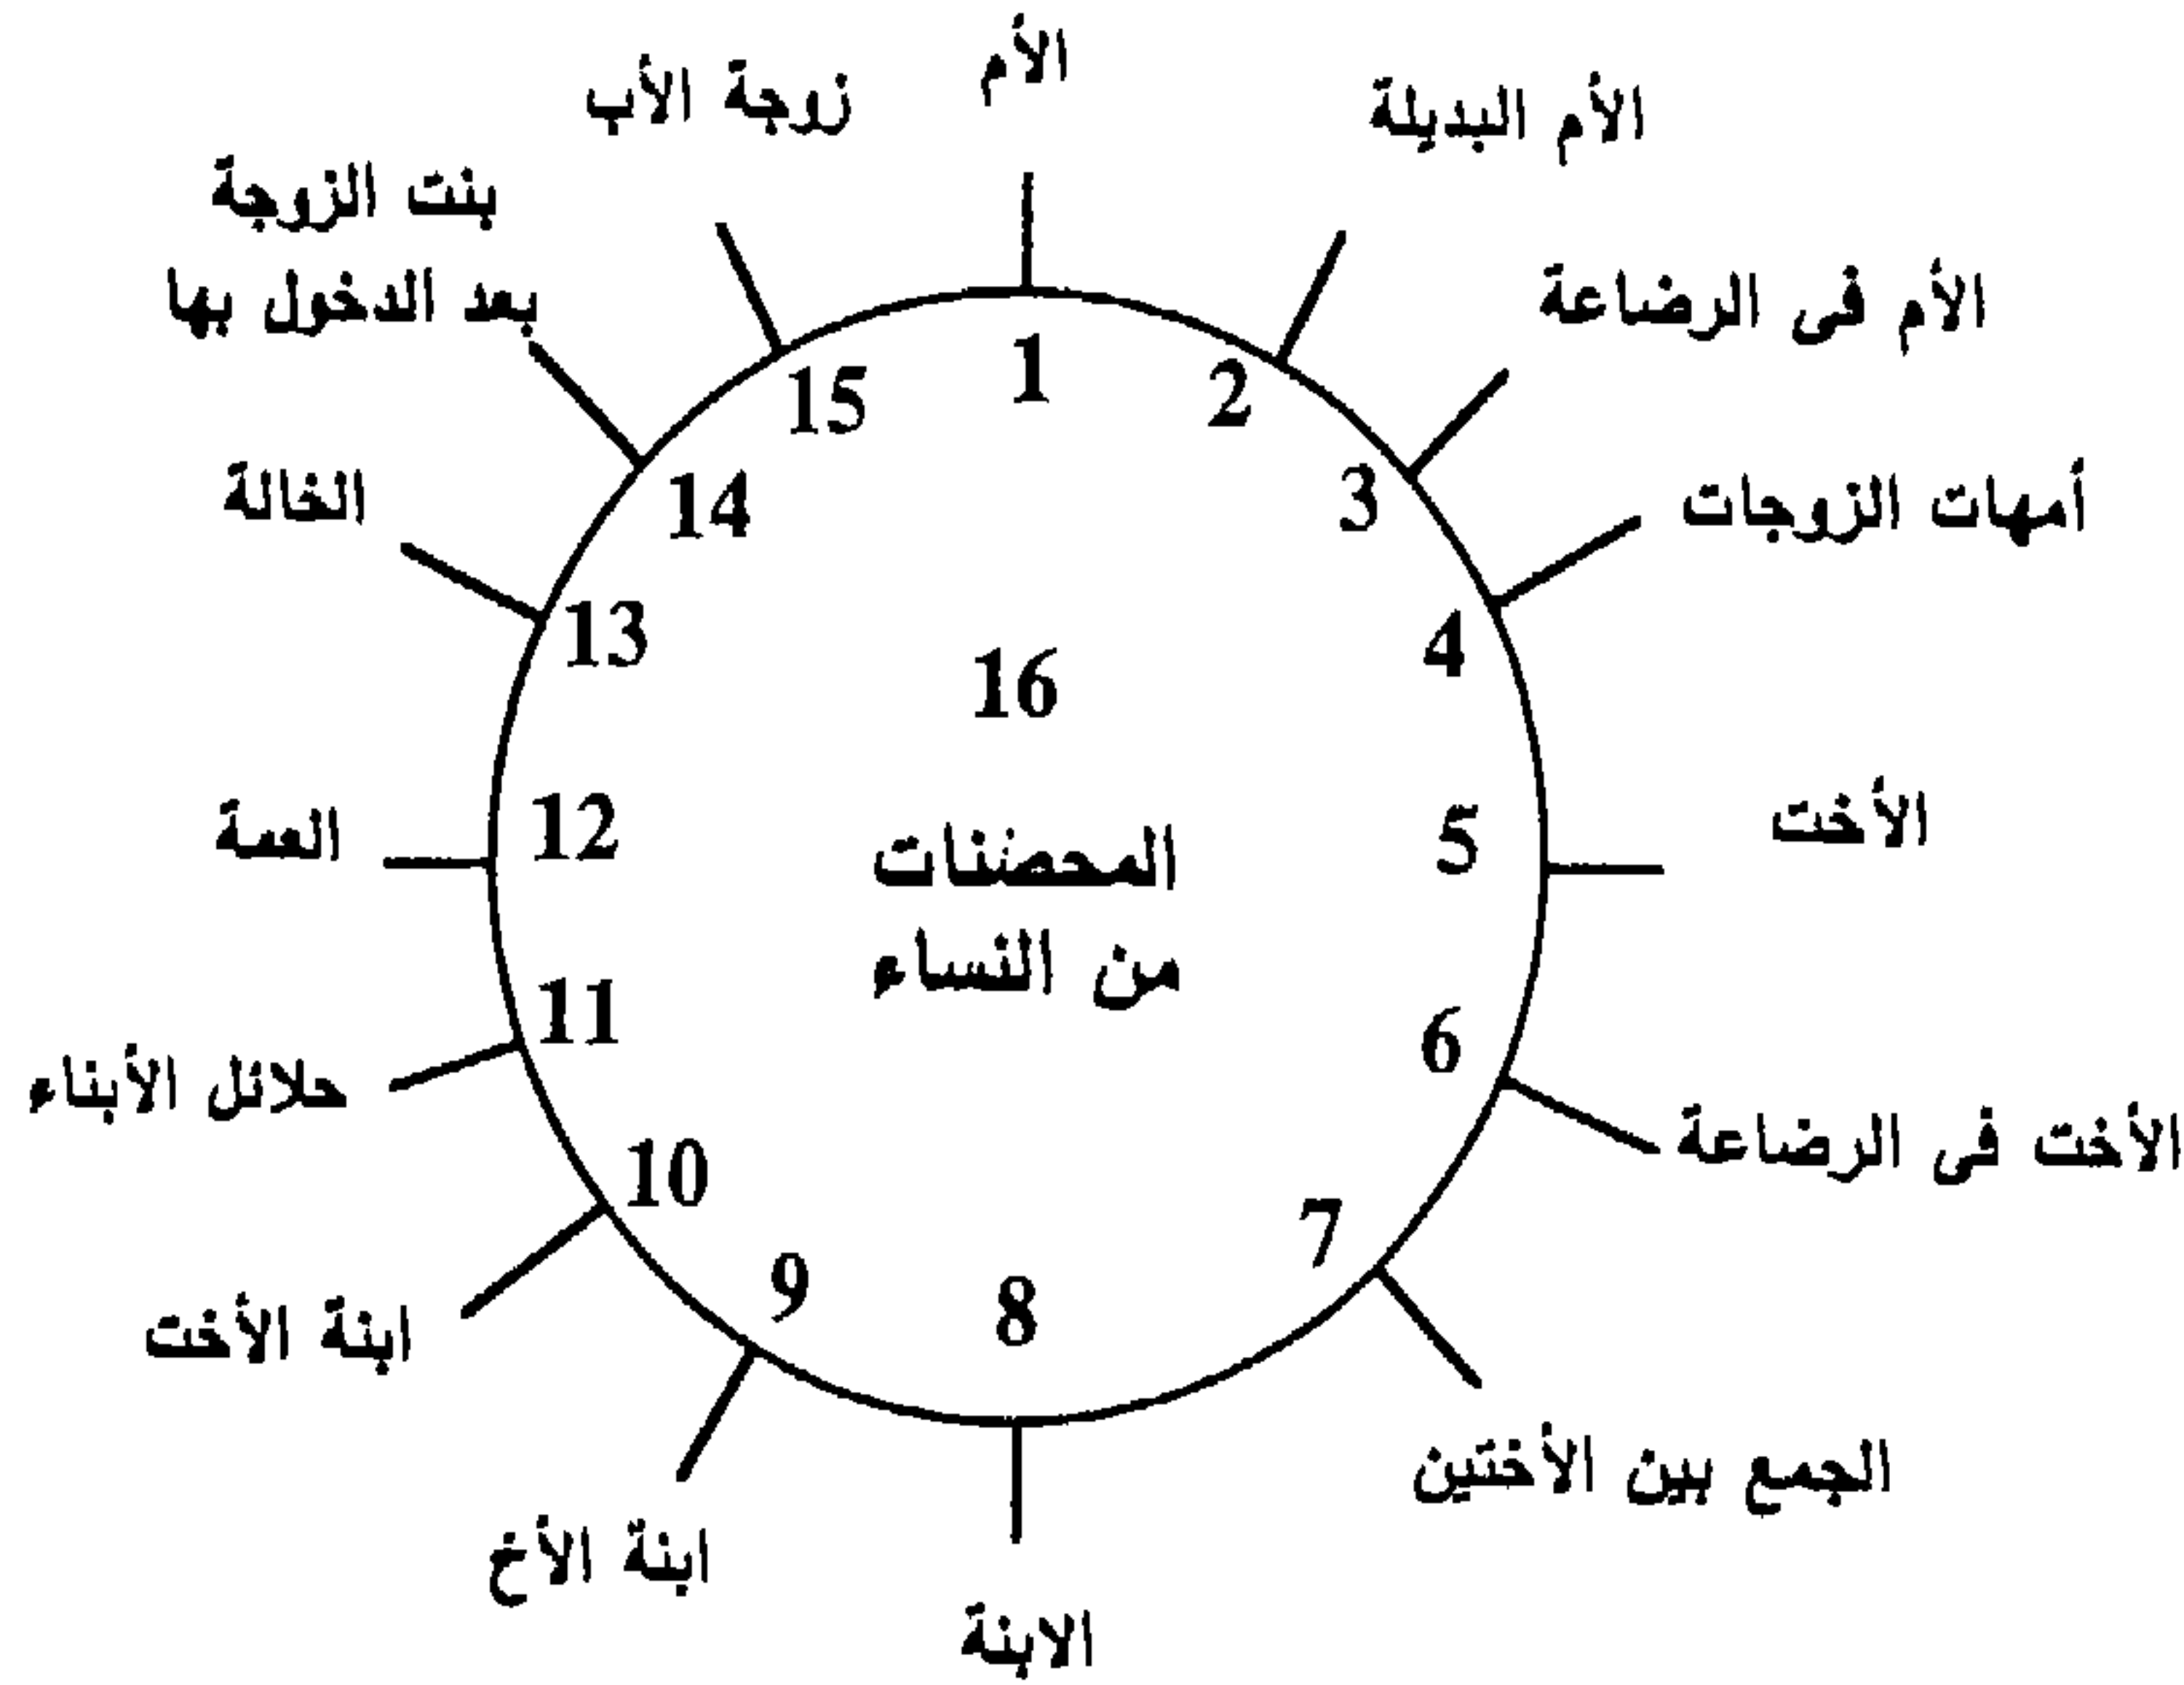 الأم
1
الأم البديلة
2
الأم فى الرضاعة
3
أمهات الزوجات
4
الأخت
5
الأخت فى الرضاعة
6
الجمع بين الأختين
7
الابنة
8
ابنة الأخ
9
ابنة الأخت
10
حلائل الأبناء
11
العمة
12
الخالة
13
بنت الزوجة
بعد الدخول بها
14
زوجة الأب
15
16
المحصنات
من النساء